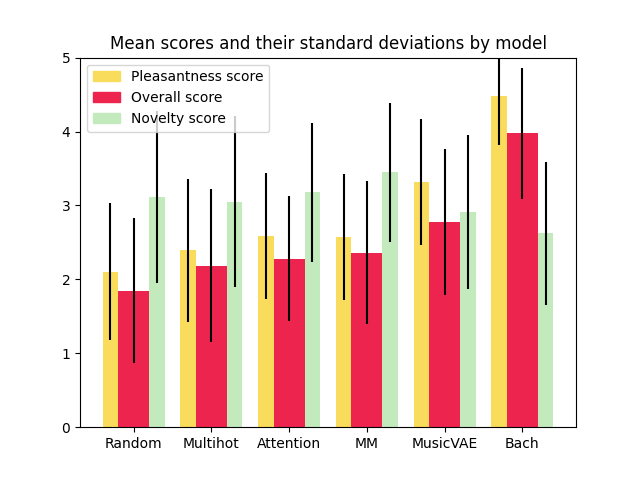 Mean scores and their standard deviations by model
5
4
3
2
1
0
Pleasantness score
Overall score
Novelty score
Random Multihot Attention MM MusicVAE Bach